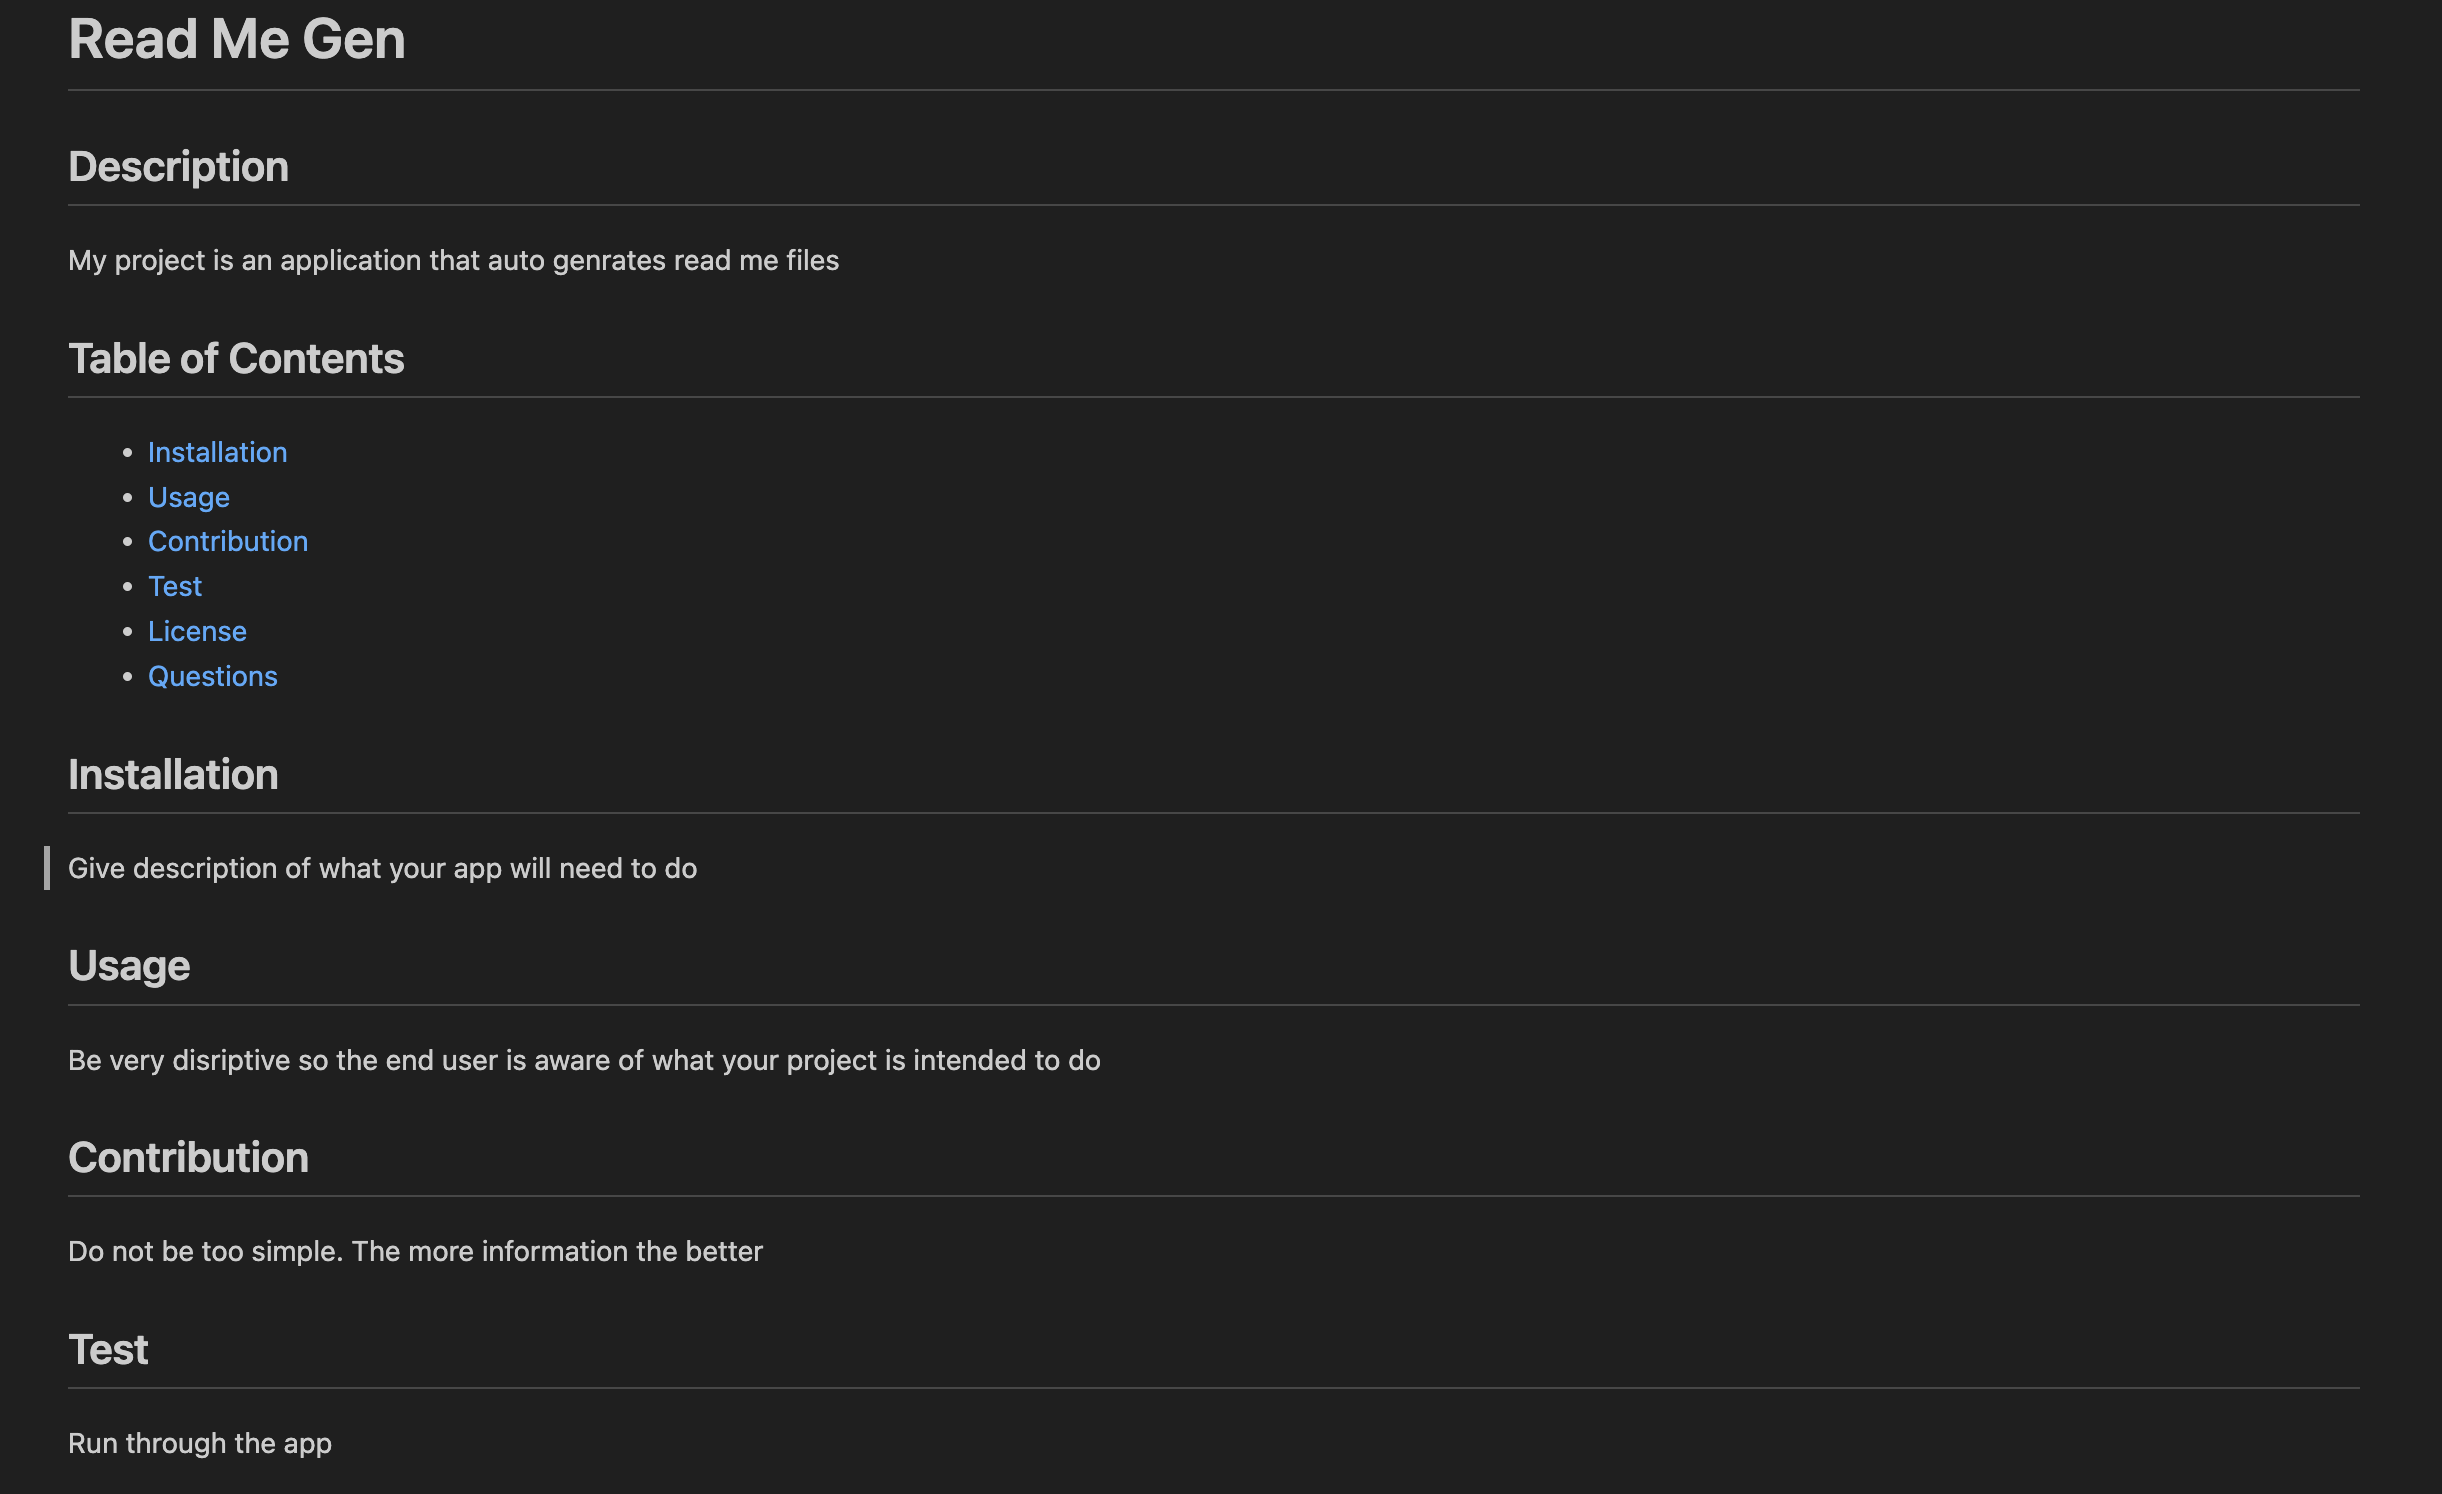 Read Me Gen
Description
My project is an application that auto genrates read me files
Table of Contents
Installation
Usage
Contribution
Test
License
Questions
Installation
Give description of what your app will need to do
Usage
Be very disriptive so the end user is aware of what your project is intended to do
Contribution
Do not be too simple. The more information the better
Test
Run through the app